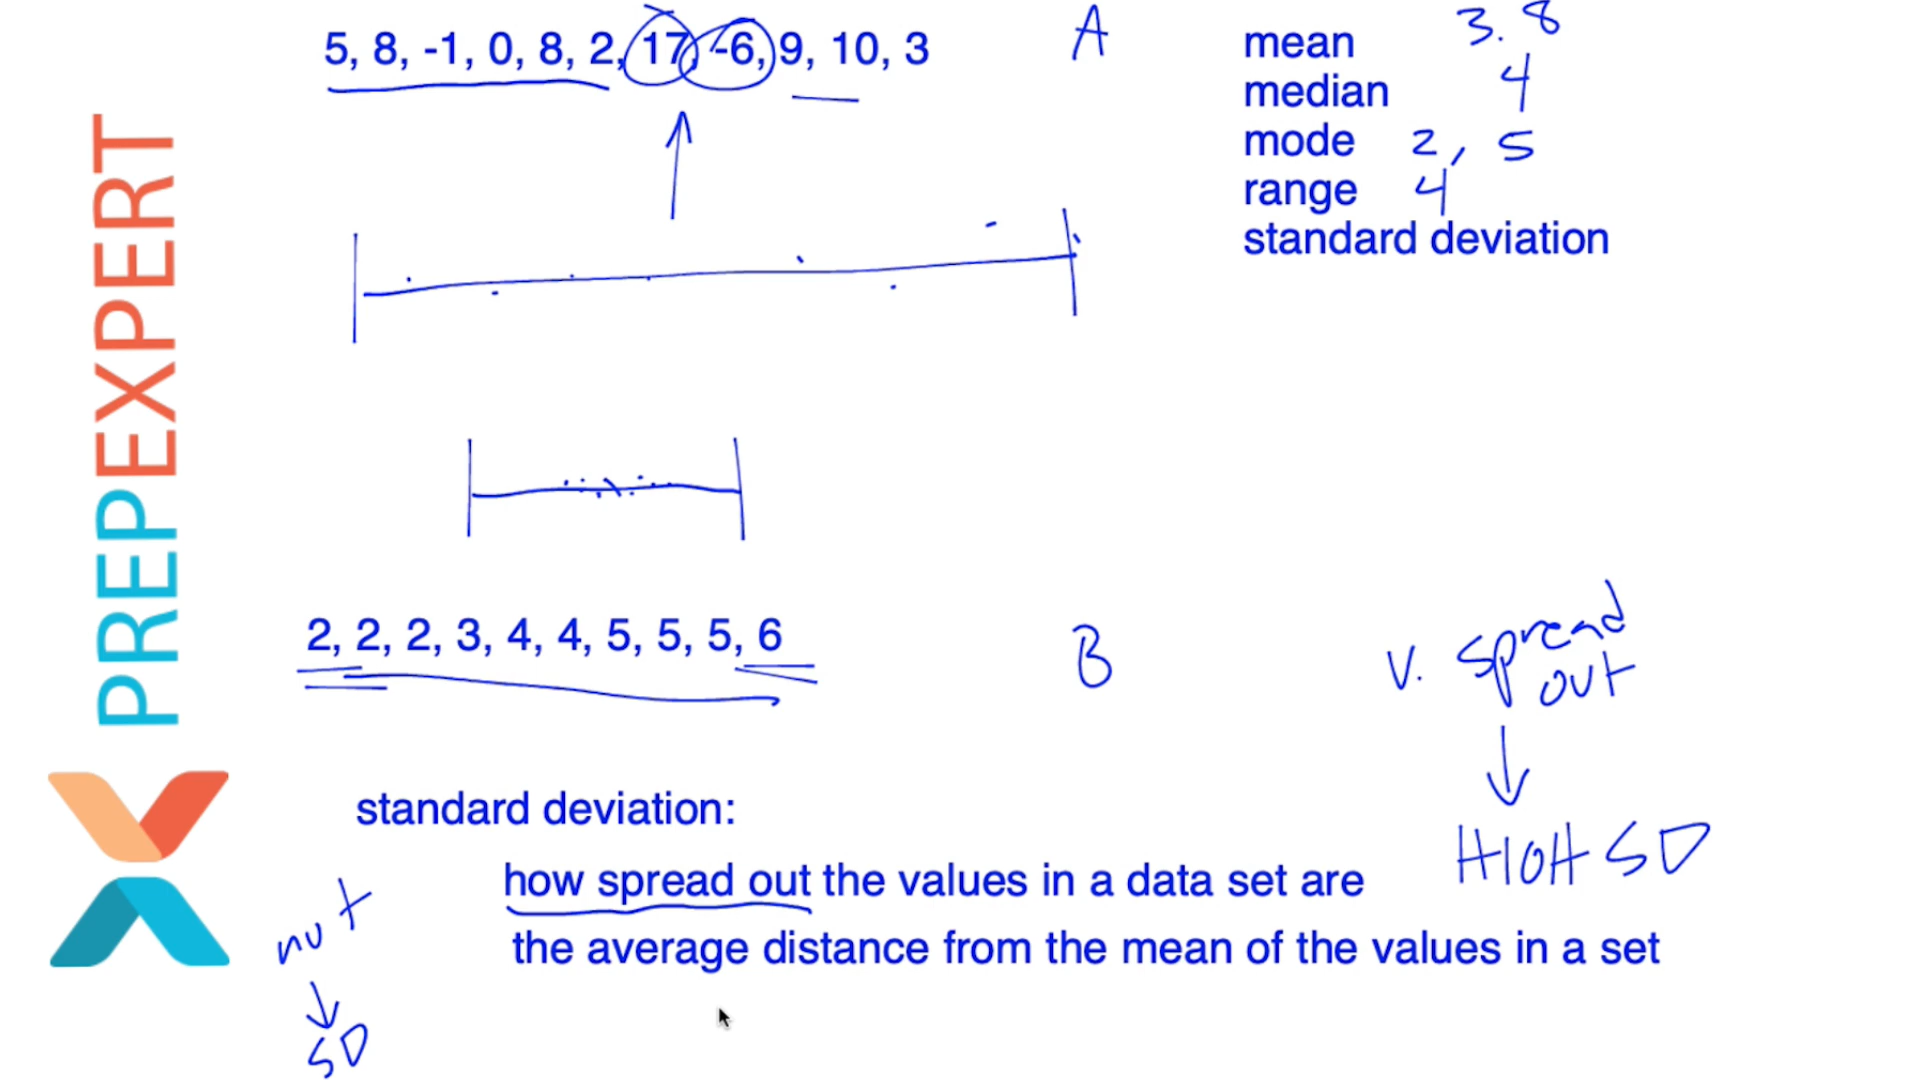 5, 8, -1, 0, 8, 2, 17, -6, 9, 10, 3
A
mean 3.8
median 4
mode 2, 5
range 4
standard deviation
PREPEXPERT
2, 2, 2, 3, 4, 4, 5, 5, 5, 6
B
v. spread
out
HIGH SD
standard deviation:
how spread out the values in a data set are
the average distance from the mean of the values in a set
not
↓ SD